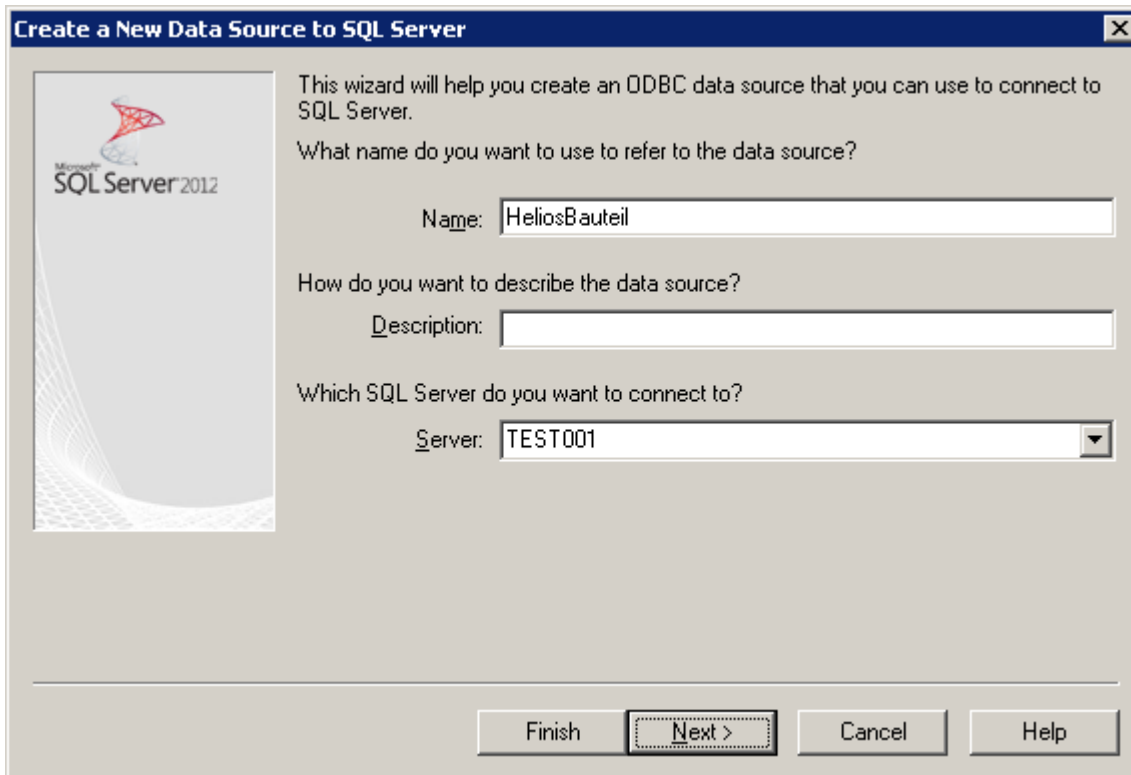 Create a New Data Source to SQL Server
Microsoft
SQL Server 2012
This wizard will help you create an ODBC data source that you can use to connect to
SQL Server.
What name do you want to use to refer to the data source?
Name: HeliosBauteil
How do you want to describe the data source?
Description:
Which SQL Server do you want to connect to?
Server: TEST001
Finish Next > Cancel Help